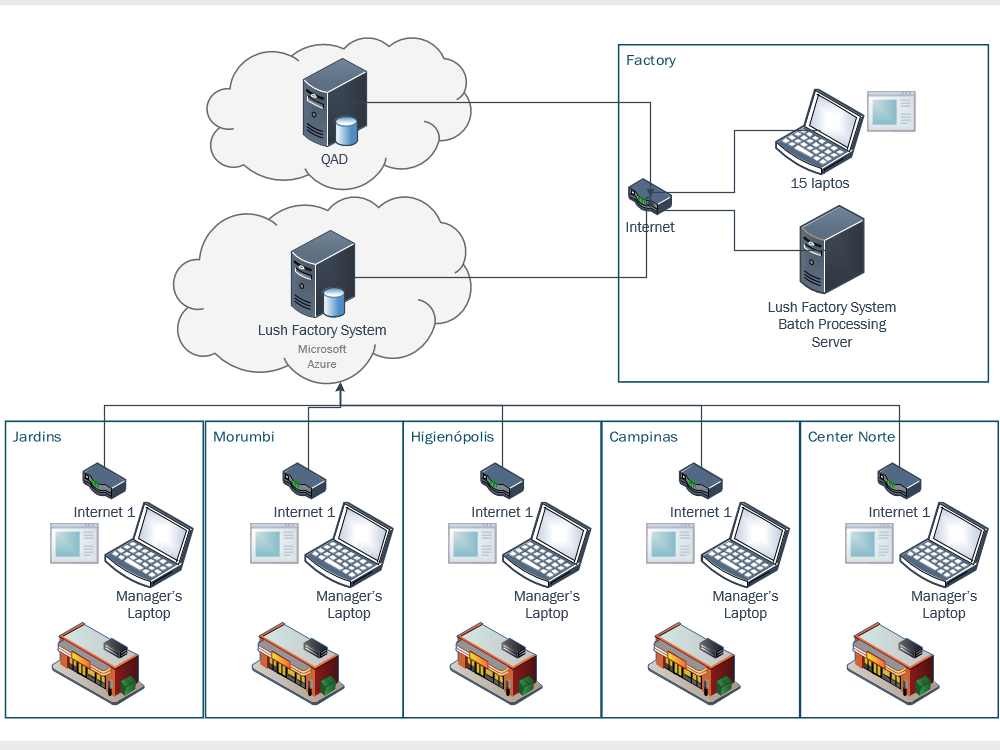 QAD
Lush Factory System
Microsoft
Azure
Factory
15 laptos
Internet
Lush Factory System
Batch Processing
Server
Jardins
Internet 1
Manager's
Laptop
Morumbi
Internet 1
Manager's
Laptop
Higienópolis
Internet 1
Manager's
Laptop
Campinas
Internet 1
Manager's
Laptop
Center Norte
Internet 1
Manager's
Laptop